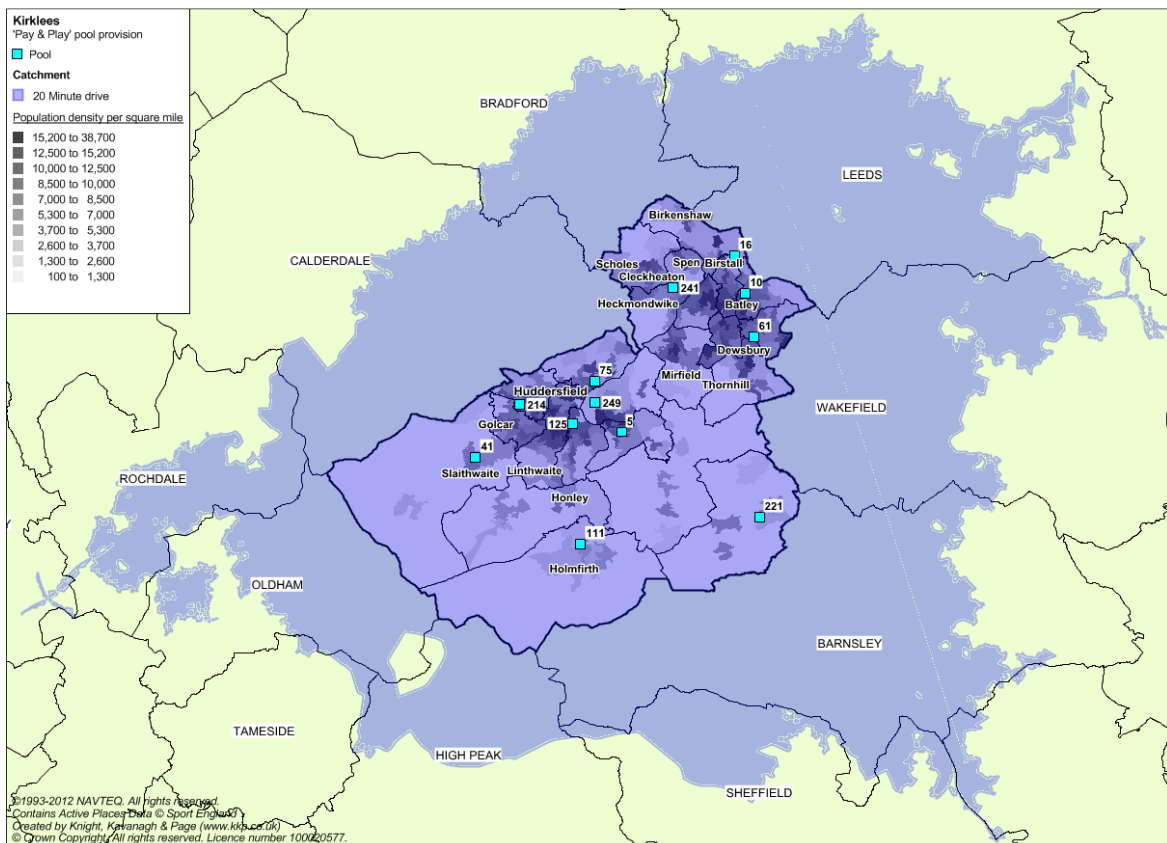 Kirklees
'Pay & Play' pool provision
Pool
Catchment
20 Minute drive
Population density per square mile
15,200 to 38,700
12,500 to 15,200
10,000 to 12,500
8,500 to 10,000
7,000 to 8,500
5,300 to 7,000
3,700 to 5,300
2,600 to 3,700
1,300 to 2,600
100 to 1,300
BRADFORD
LEEDS
CALDERDALE
Birkenshaw
16
Scholes
Spen
Birstall
Cleckheaton
10
241
Heckmondwike
Batley
61
Dewsbury
75
Mirfield
Huddersfield
Thornhill
214
249
WAKEFIELD
Golcar
125
5
41
Slaithwaite
Linthwaite
ROCHDALE
Honley
221
111
Holmfirth
OLDHAM
BARNSLEY
TAMESIDE
HIGH PEAK
SHEFFIELD
©1993-2012 NAVTEQ. All rights reserved.
Contains Active Places Data © Sport England
Created by Knight, Kavanagh & Page (www.kkp.co.uk)
© Crown Copyright. All rights reserved. Licence number 100020577.